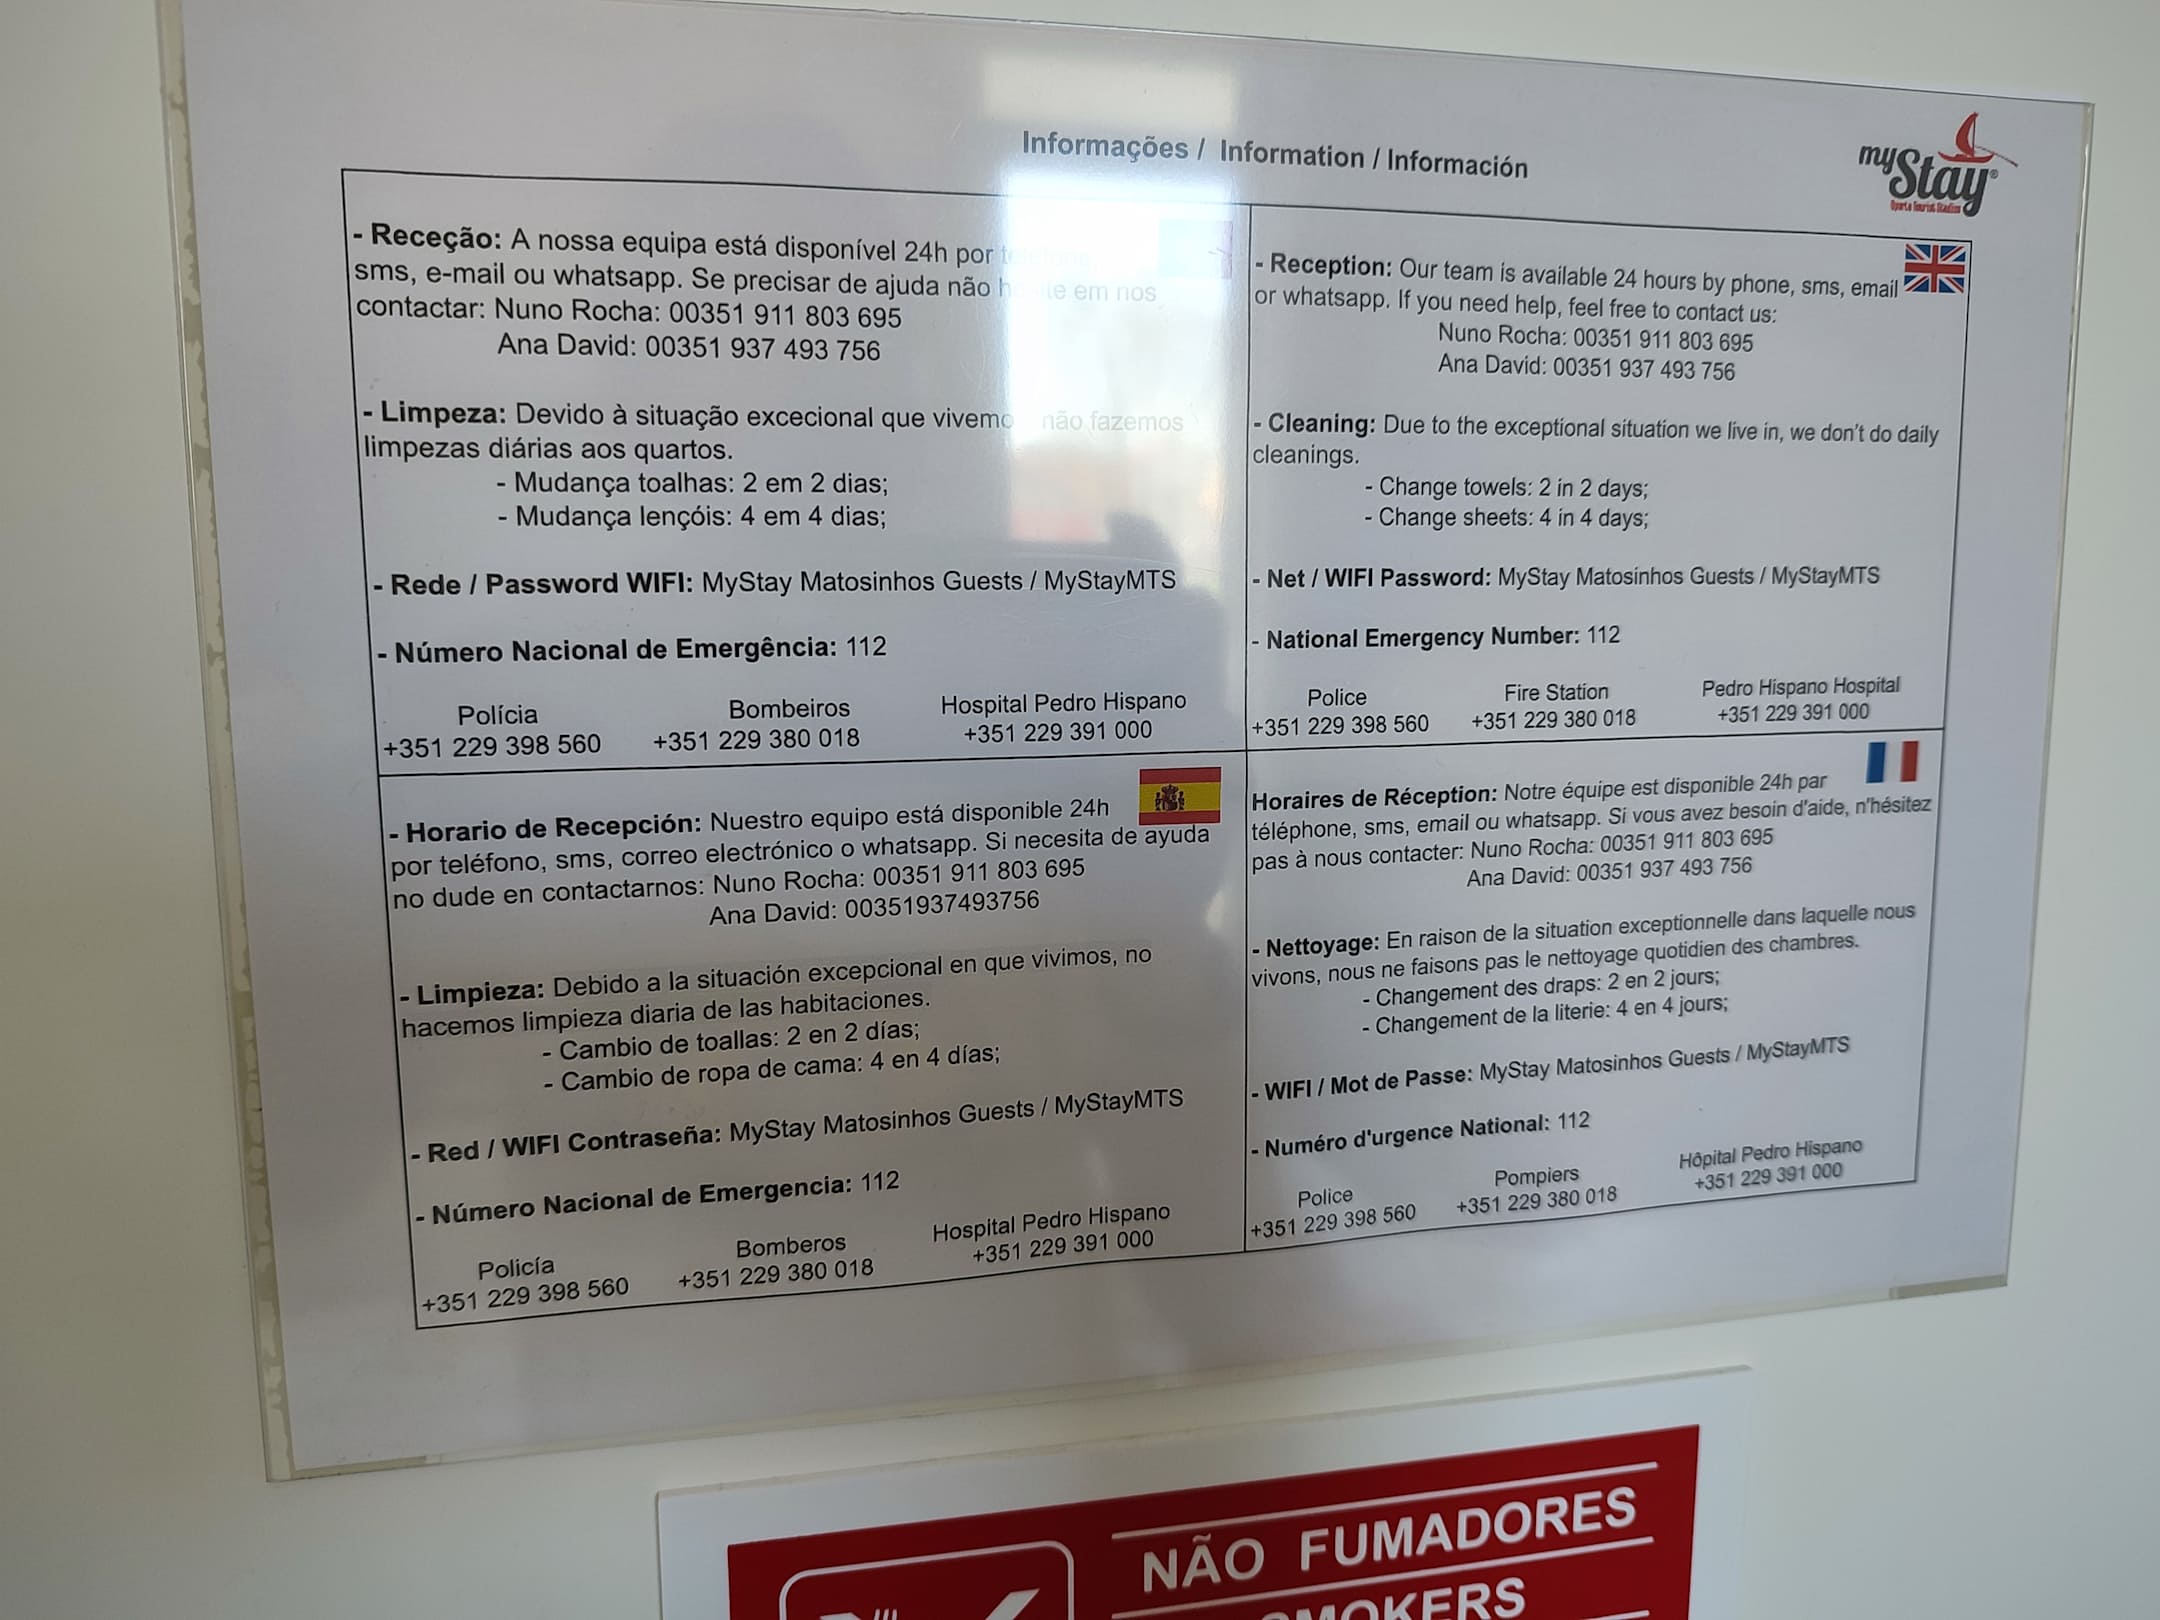 Informações / Information / Información
myStay®
- Receção: A nossa equipa está disponível 24h por telefone,
sms, e-mail ou whatsapp. Se precisar de ajuda não hesite em nos
contactar: Nuno Rocha: 00351 911 803 695
Ana David: 00351 937 493 756
- Limpeza: Devido à situação excecional que vivemo não fazemos
limpezas diárias aos quartos.
- Mudança toalhas: 2 em 2 dias;
- Mudança lençóis: 4 em 4 dias;
- Rede / Password WIFI: MyStay Matosinhos Guests / MyStayMTS
- Número Nacional de Emergência: 112
Polícia Bombeiros Hospital Pedro Hispano
+351 229 398 560 +351 229 380 018 +351 229 391 000
- Reception: Our team is available 24 hours by phone, sms, email
or whatsapp. If you need help, feel free to contact us:
Nuno Rocha: 00351 911 803 695
Ana David: 00351 937 493 756
- Cleaning: Due to the exceptional situation we live in, we don't do daily
cleanings.
- Change towels: 2 in 2 days;
- Change sheets: 4 in 4 days;
- Net / WIFI Password: MyStay Matosinhos Guests / MyStayMTS
- National Emergency Number: 112
Police Fire Station Pedro Hispano Hospital
+351 229 398 560 +351 229 380 018 +351 229 391 000
- Horario de Recepción: Nuestro equipo está disponible 24h
por teléfono, sms, correo electrónico o whatsapp. Si necesita de ayuda
no dude en contactarnos: Nuno Rocha: 00351 911 803 695
Ana David: 00351937493756
- Limpieza: Debido a la situación excepcional en que vivimos, no
hacemos limpieza diaria de las habitaciones.
- Cambio de toallas: 2 en 2 días;
- Cambio de ropa de cama: 4 en 4 días;
- Red / WIFI Contraseña: MyStay Matosinhos Guests / MyStayMTS
- Número Nacional de Emergencia: 112
Policía Bomberos Hospital Pedro Hispano
+351 229 398 560 +351 229 380 018 +351 229 391 000
Horaires de Réception: Notre équipe est disponible 24h par
téléphone, sms, email ou whatsapp. Si vous avez besoin d'aide, n'hésitez
pas à nous contacter: Nuno Rocha: 00351 911 803 695
Ana David: 00351 937 493 756
- Nettoyage: En raison de la situation exceptionnelle dans laquelle nous
vivons, nous ne faisons pas le nettoyage quotidien des chambres.
- Changement des draps: 2 en 2 jours;
- Changement de la literie: 4 en 4 jours;
- WIFI / Mot de Passe: MyStay Matosinhos Guests / MyStayMTS
- Numéro d'urgence National: 112
Police Pompiers Hôpital Pedro Hispano
+351 229 398 560 +351 229 380 018 +351 229 391 000
NÃO FUMADORES